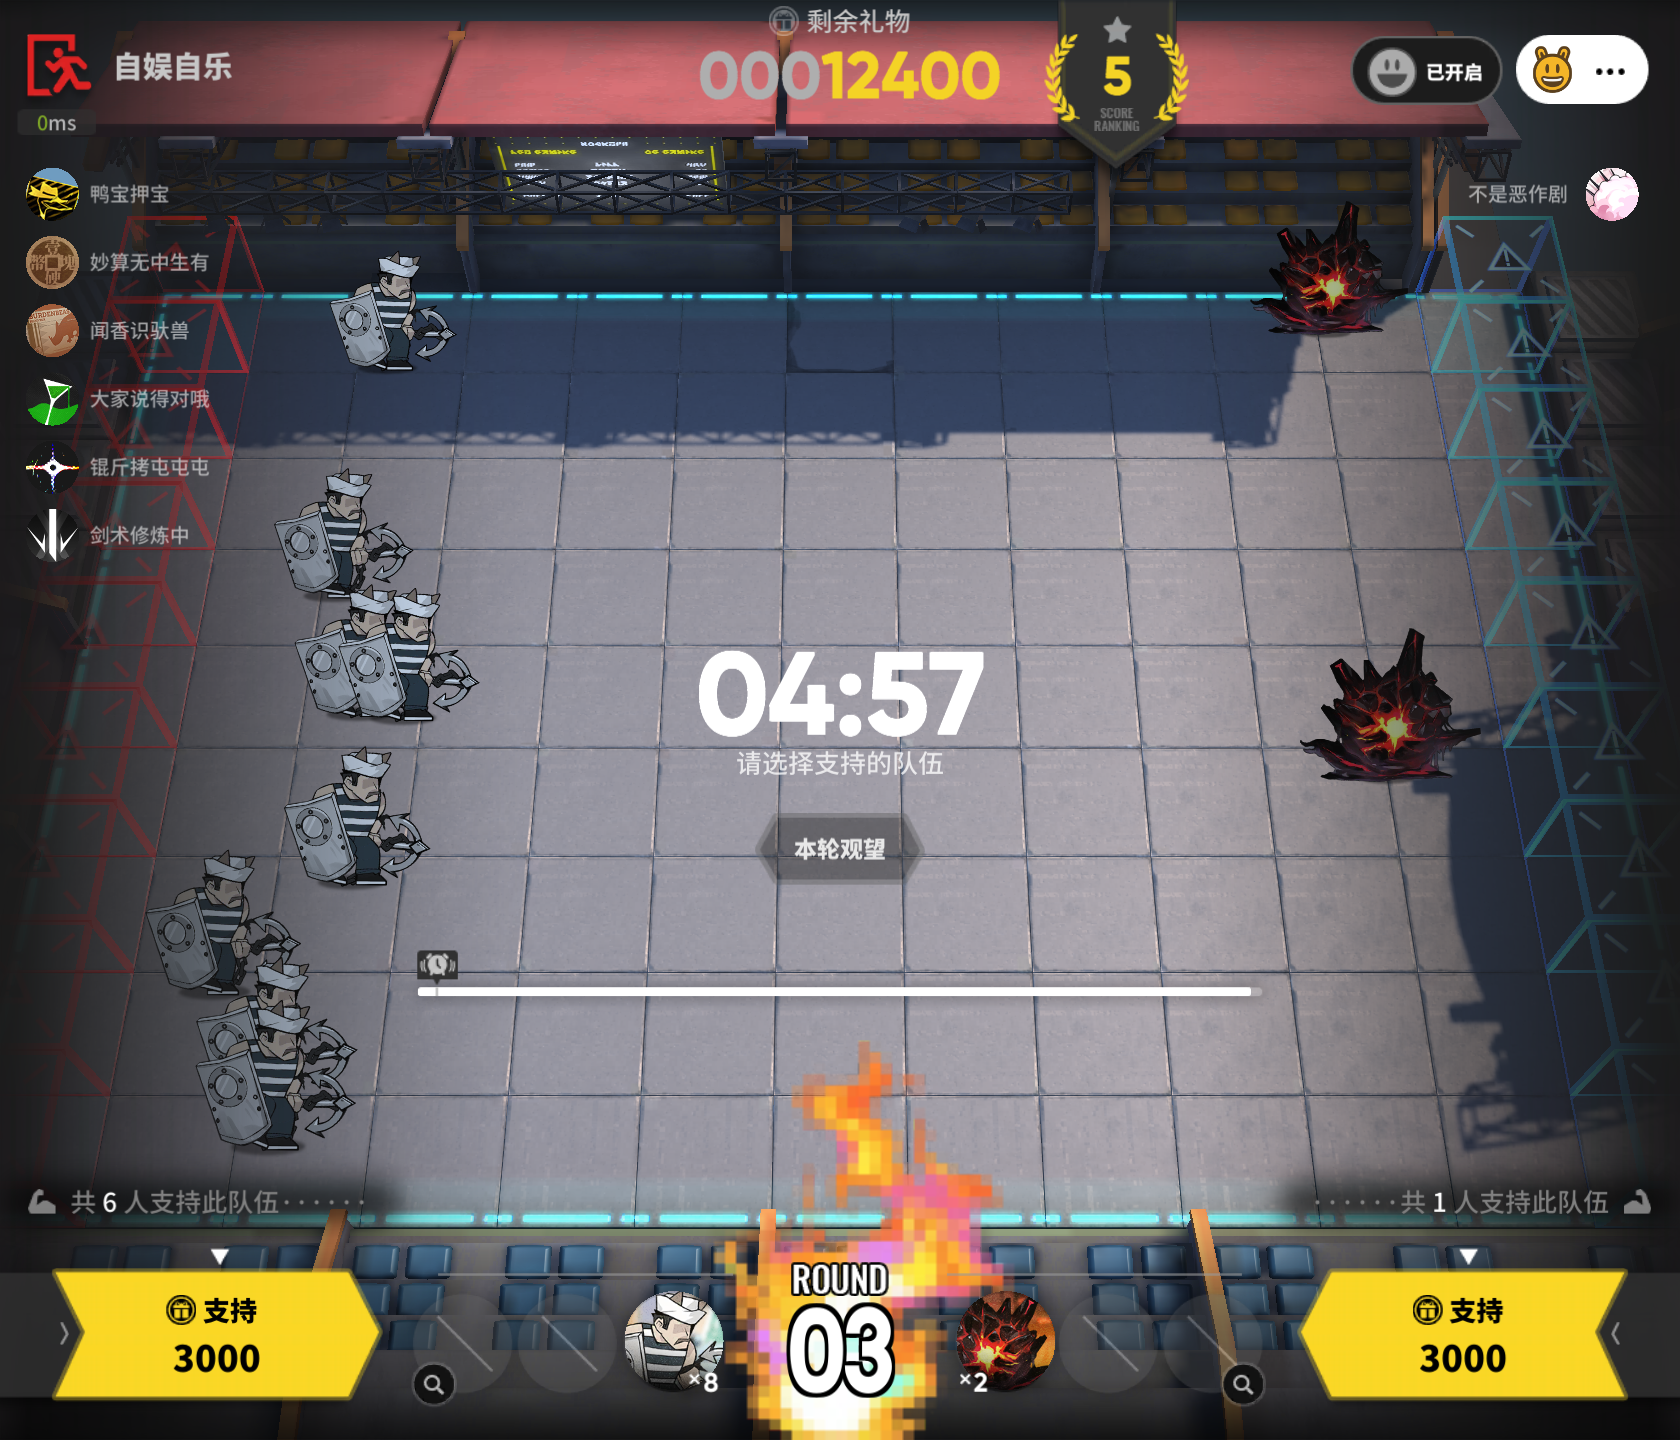 剩余礼物
自娱自乐
00012400
5
SCORE
RANKING
已开启
0ms
鸭宝押宝
不是恶作剧
妙算无中生有
闻香识驮兽
大家说得对哦
锟斤拷屯屯屯
剑术修炼中
04:57
请选择支持的队伍
本轮观望
共 6 人支持此队伍······
······共 1 人支持此队伍
支持
3000
×8
ROUND
03
×2
支持
3000